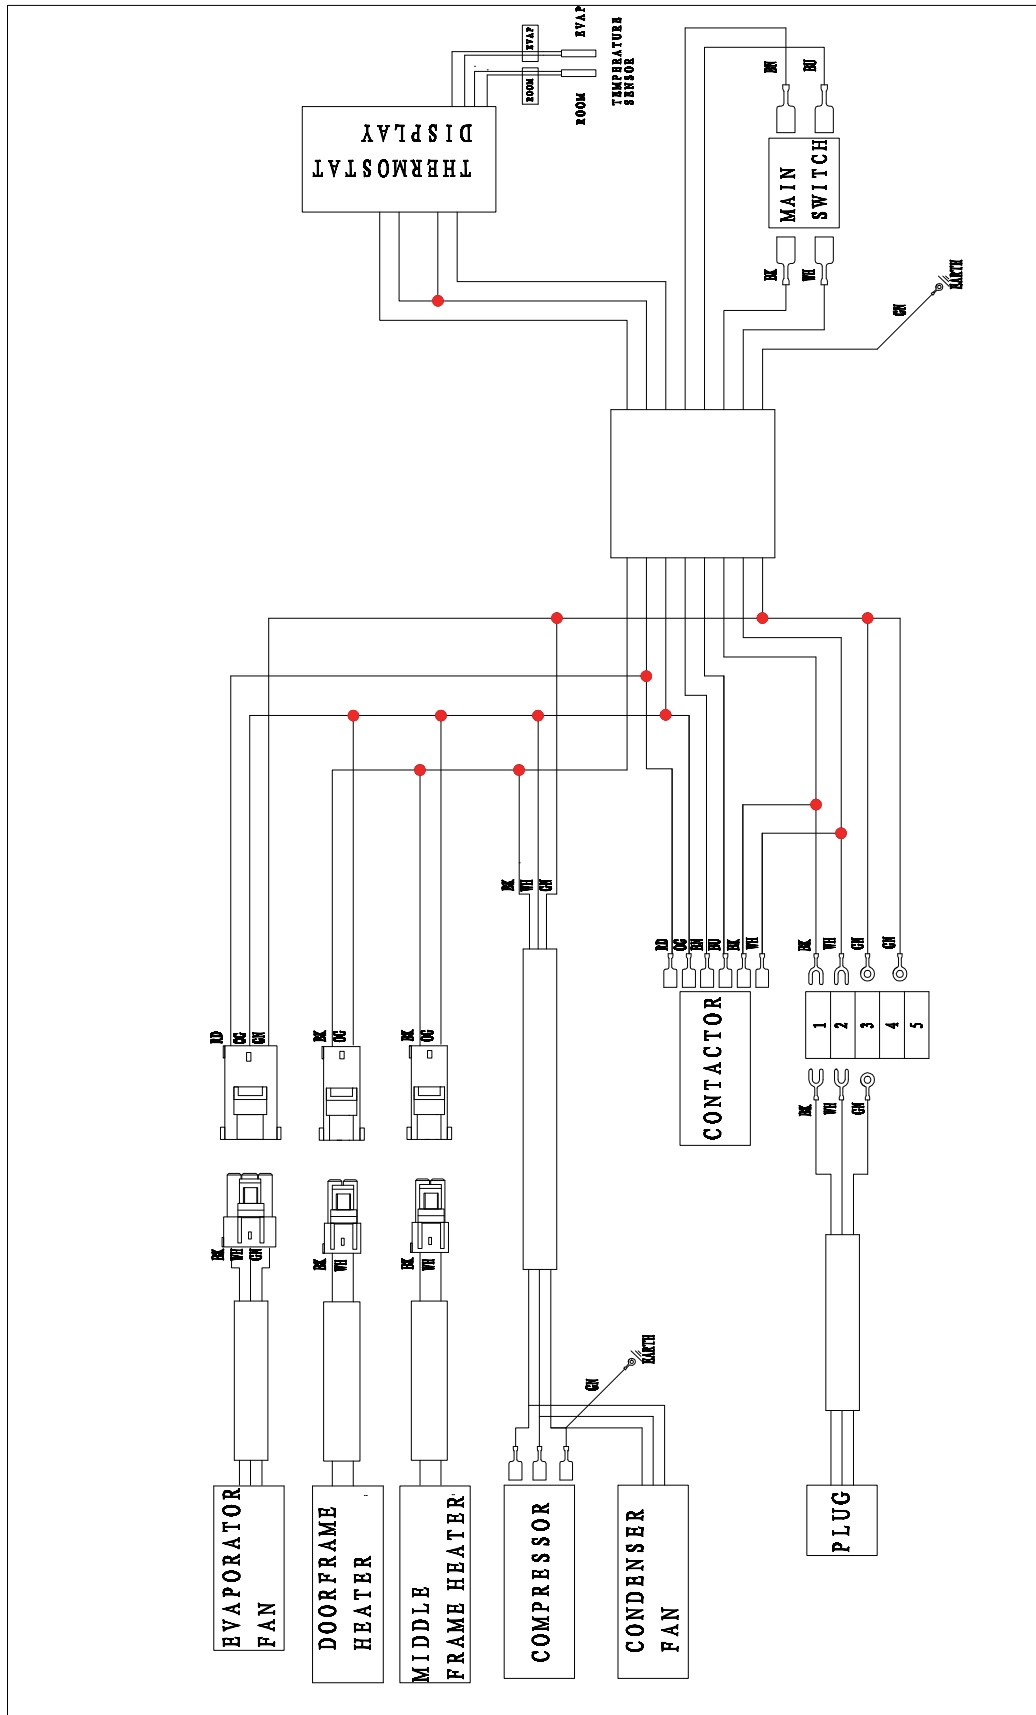 EVAP
EVAP
ROOM
ROOM
TEMPERATURE
SENSOR
THERMOSTAT
DISPLAY
BN
BU
MAIN
SWITCH
BK
WH
GN
EARTH
RD
OG
GN
BK
OG
BK
OG
BK
WH
GN
RD
OG
BN
BU
BK
WH
BK
WH
GN
GN
CONTACTOR
1
2
3
4
5
BK
WH
GN
BK
WH
GN
BK
WH
BK
WH
GN
EARTH
EVAPORATOR
FAN
DOORFRAME
HEATER
MIDDLE
FRAME HEATER
COMPRESSOR
CONDENSER
FAN
PLUG